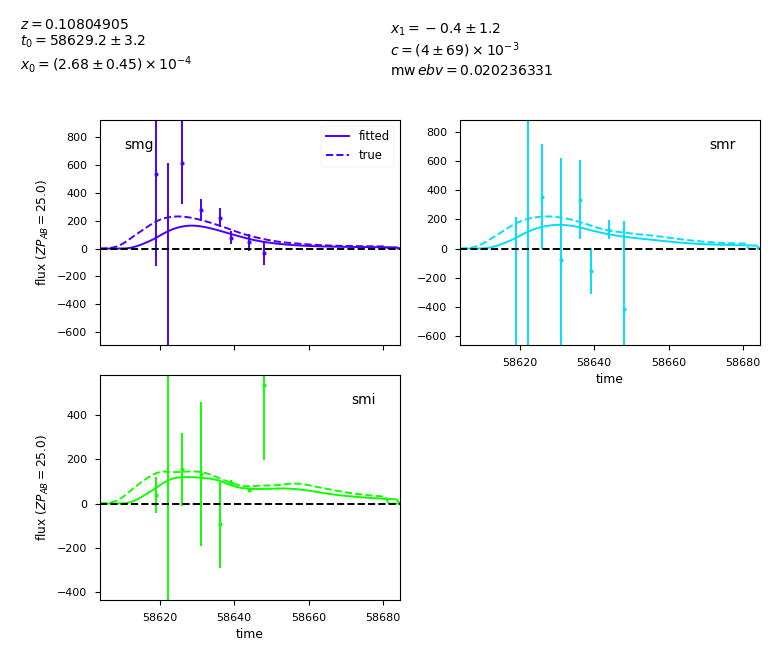 z = 0.10804905
t₀ = 58629.2 ± 3.2
x₀ = (2.68 ± 0.45) × 10⁻⁴
x₁ = −0.4 ± 1.2
c = (4 ± 69) × 10⁻³
mw ebv = 0.020236331
smg
fitted
true
800
600
400
200
0
−200
−400
−600
flux (ZP_AB = 25.0)
smr
800
600
400
200
0
−200
−400
−600
58620 58640 58660 58680
time
smi
400
200
0
−200
−400
flux (ZP_AB = 25.0)
58620 58640 58660 58680
time